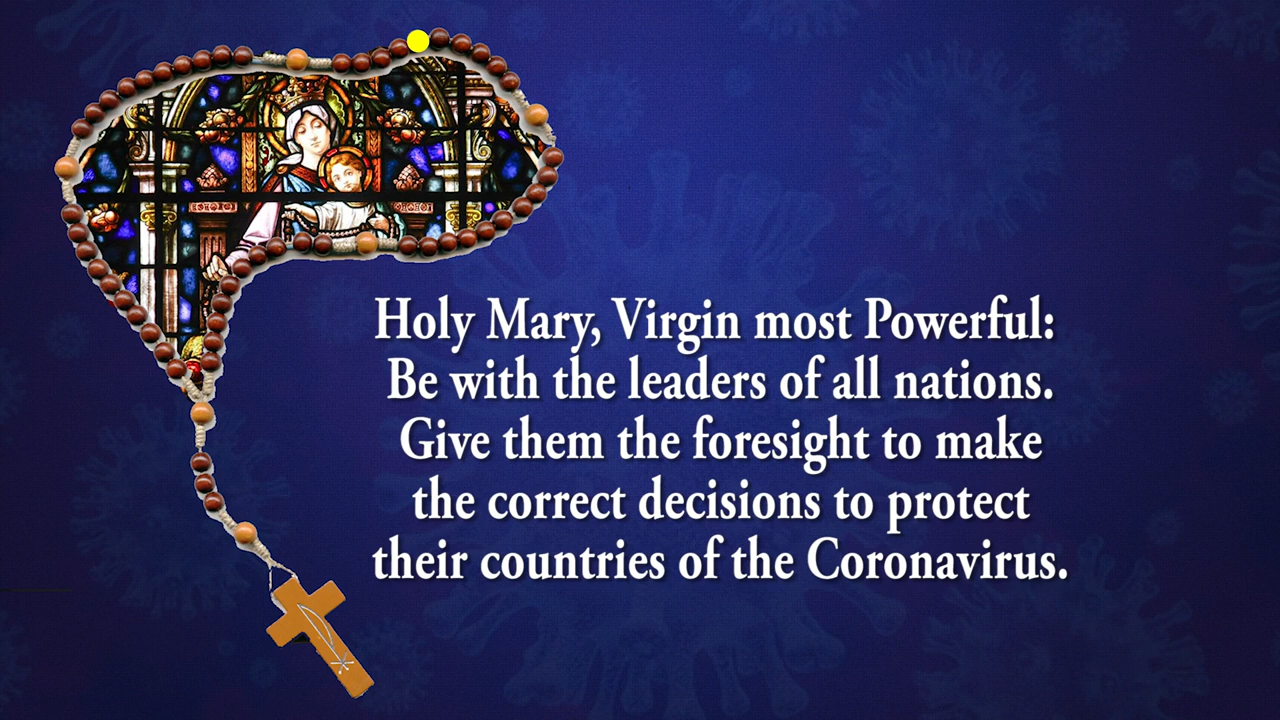 Holy Mary, Virgin most Powerful:
Be with the leaders of all nations.
Give them the foresight to make
the correct decisions to protect
their countries of the Coronavirus.